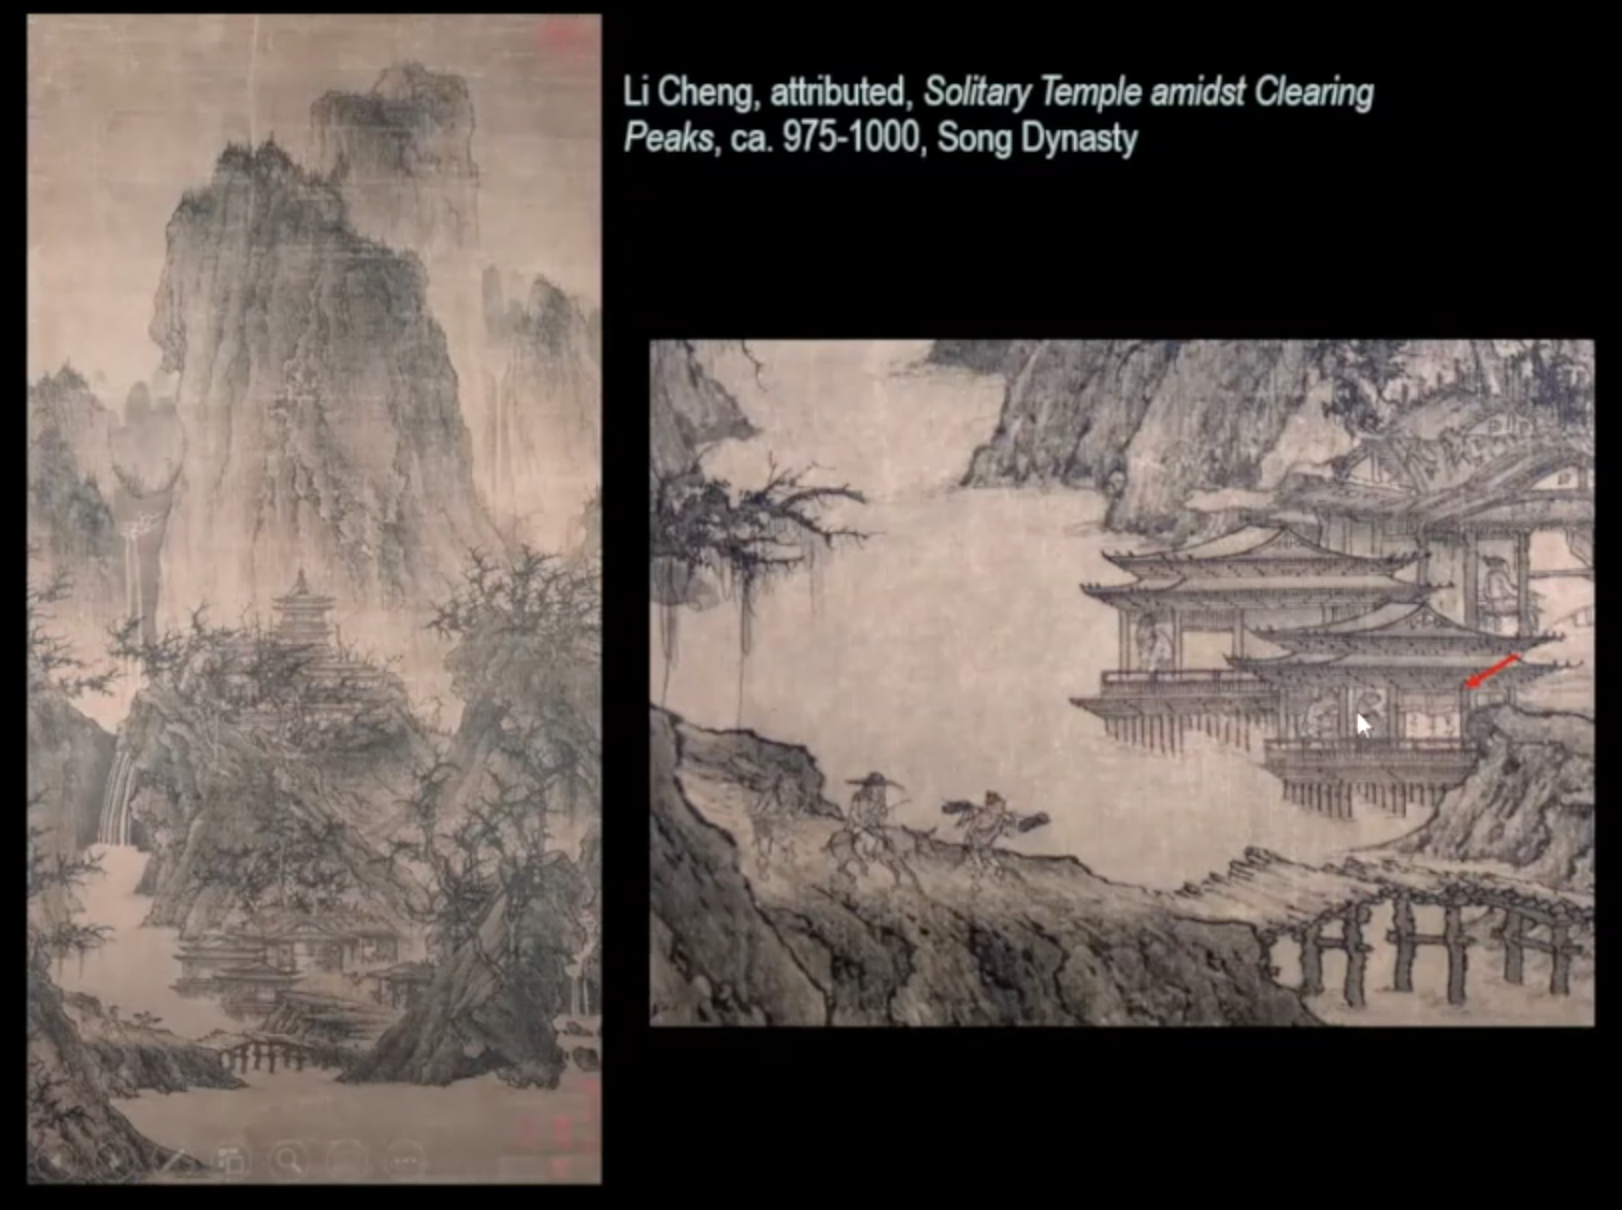 Li Cheng, attributed, Solitary Temple amidst Clearing
Peaks, ca. 975-1000, Song Dynasty